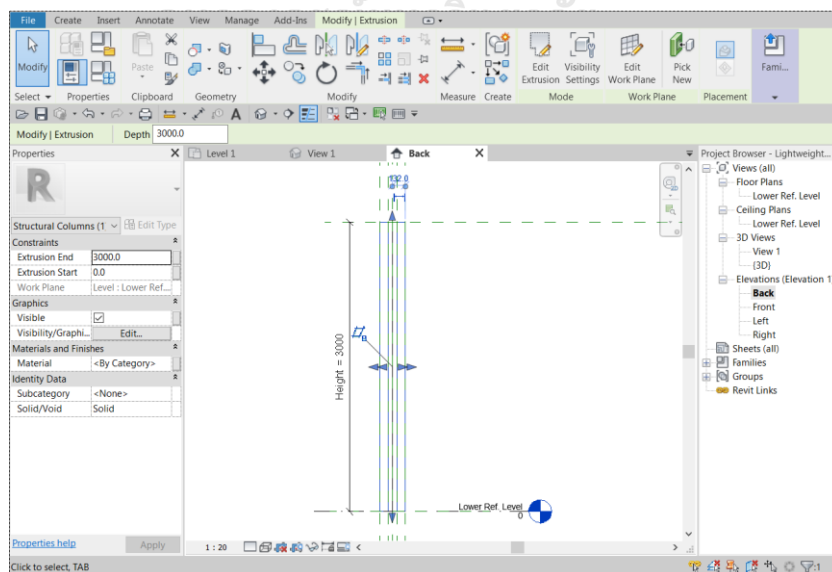 File Create Insert Annotate View Manage Add-Ins Modify | Extrusion
Modify Paste Edit Extrusion Visibility Settings Edit Work Plane Pick New Fami...
Select Properties Clipboard Geometry Modify Measure Create Mode Work Plane Placement
Modify | Extrusion Depth 3000.0
Properties X Level 1 View 1 Back X Project Browser - Lightweight...
R
Structural Columns (1 Edit Type
Constraints
Extrusion End 3000.0
Extrusion Start 0.0
Work Plane Level : Lower Ref....
Graphics
Visible
Visibility/Graphi... Edit...
Materials and Finishes
Material <By Category>
Identity Data
Subcategory <None>
Solid/Void Solid
Properties help Apply
132.0
Height = 3000
B
Lower Ref. Level
0
1 : 20
Views (all)
Floor Plans
Lower Ref. Level
Ceiling Plans
Lower Ref. Level
3D Views
View 1
{3D}
Elevations (Elevation 1
Back
Front
Left
Right
Sheets (all)
Families
Groups
Revit Links
Click to select, TAB :1